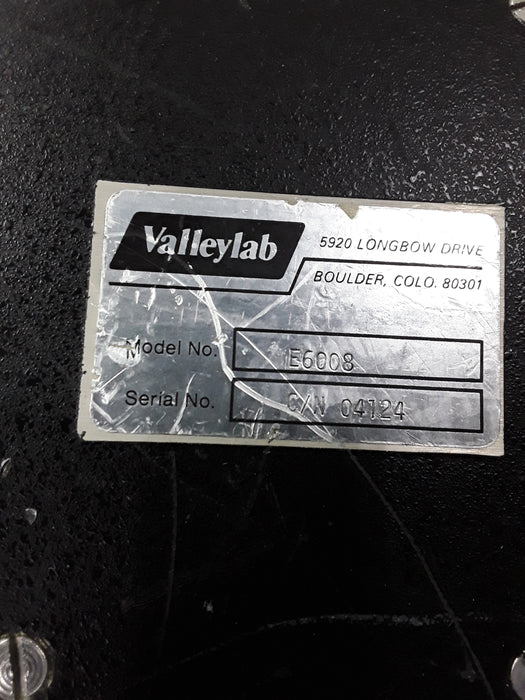 Valleylab
5920 LONGBOW DRIVE
BOULDER, COLO. 80301
Model No. E6008
Serial No. C/N 04124